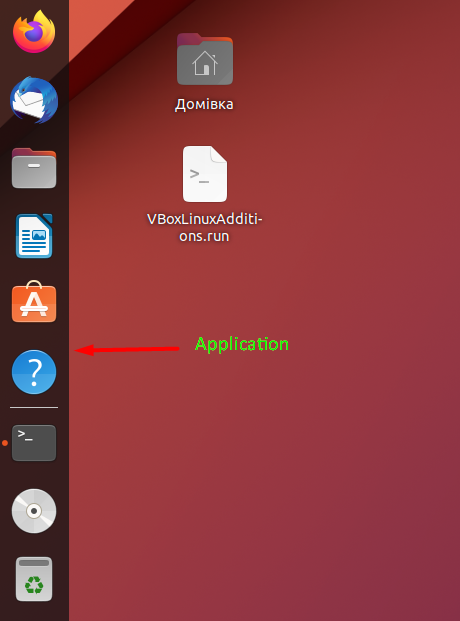 Домівка
>_
VBoxLinuxAdditi-
ons.run
Application
?
>_